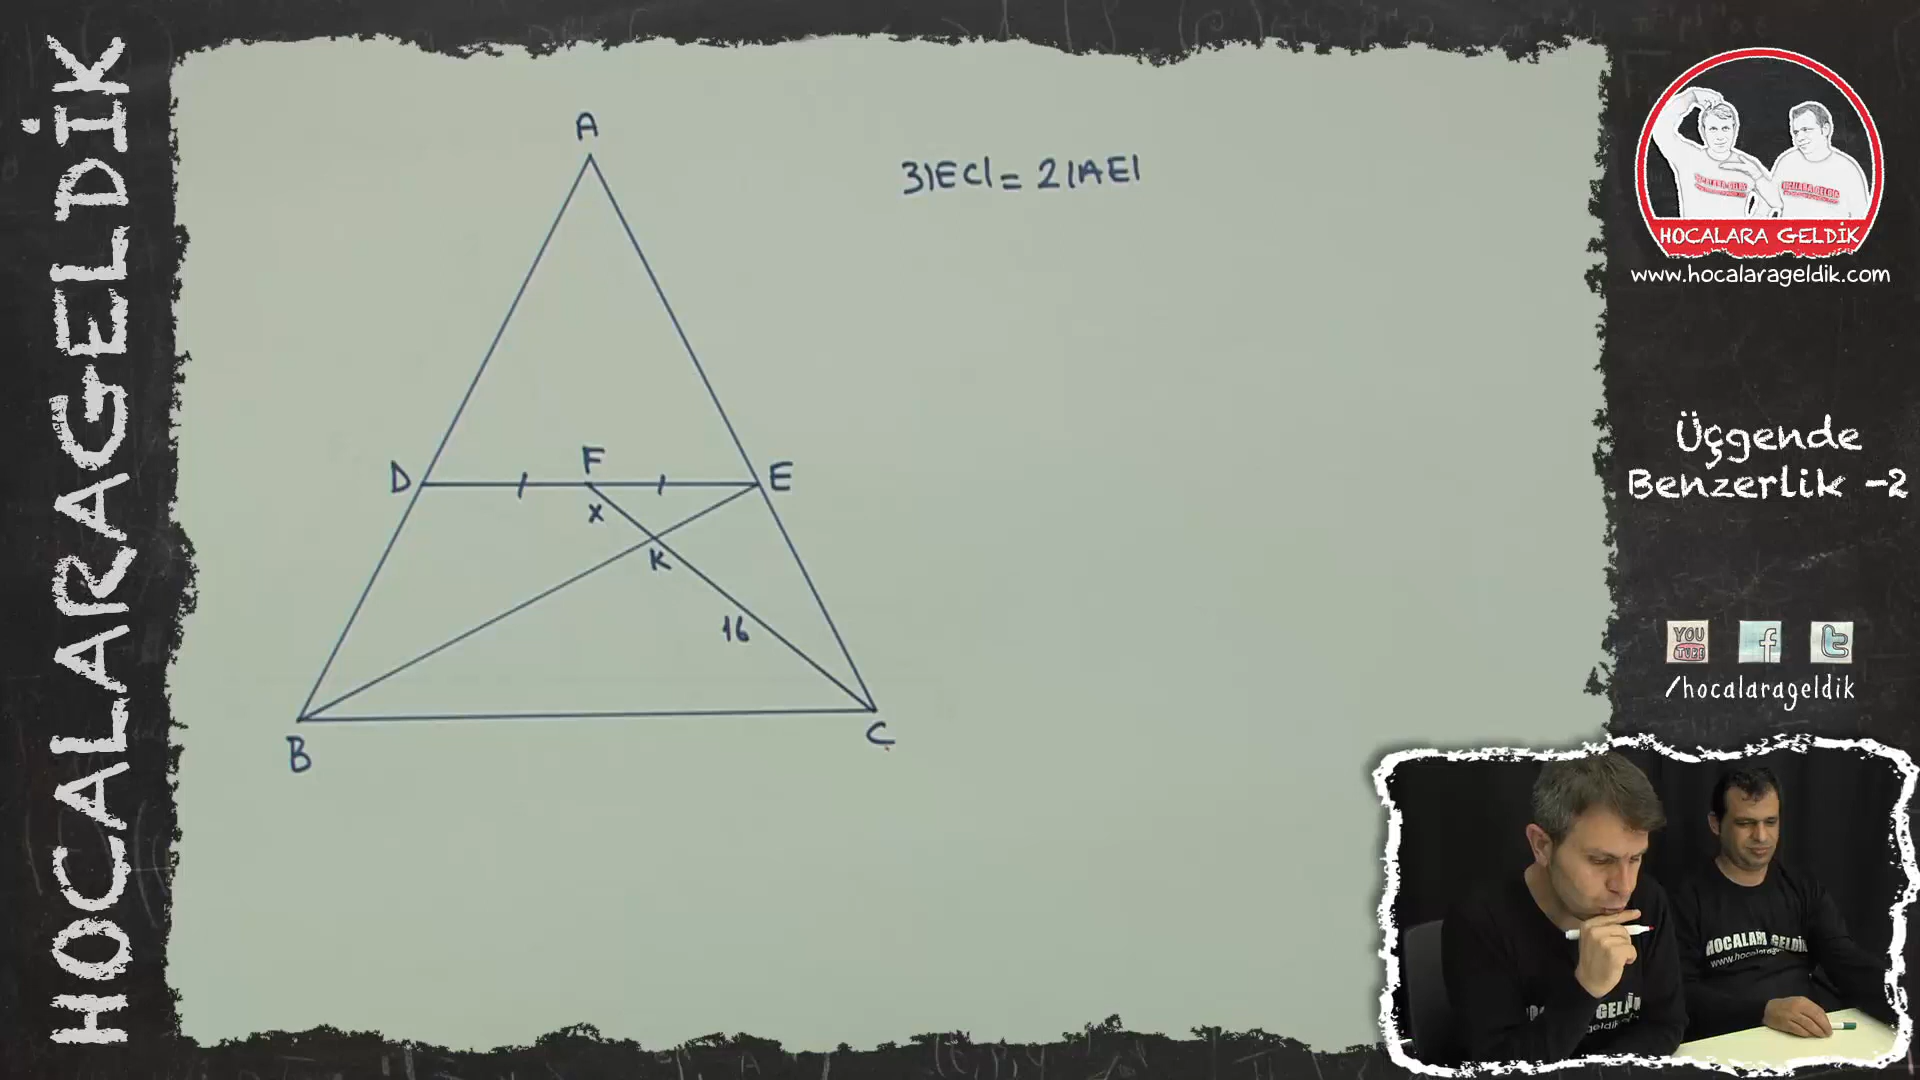 HOCALARAGELDİK
A
3|EC| = 2|AE|
D
F
E
x
K
16
B
C
HOCALARA GELDİK
www.hocalarageldik.com
Üçgende
Benzerlik -2
YOU
TUBE
f
t
/hocalarageldik
HOCALARA GELDİK